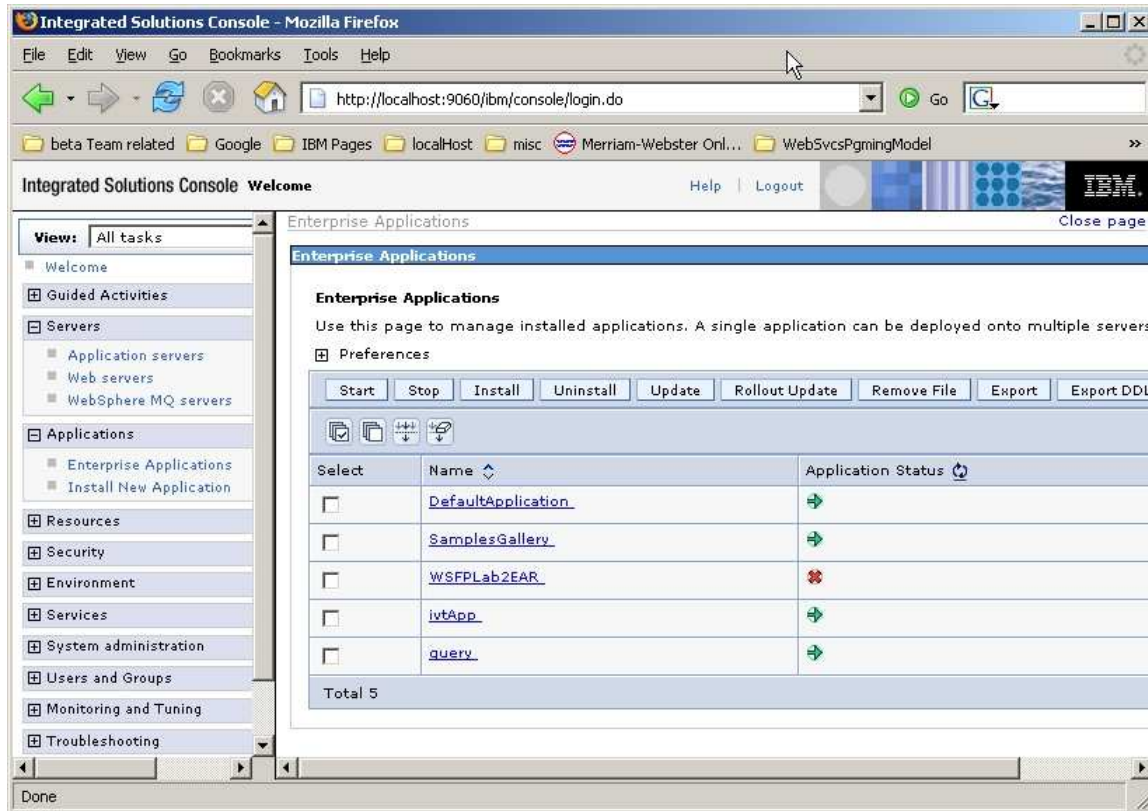 Integrated Solutions Console - Mozilla Firefox
File Edit View Go Bookmarks Tools Help
http://localhost:9060/ibm/console/login.do Go G
beta Team related Google IBM Pages localHost misc Merriam-Webster Onl... WebSvcsPgmingModel »
Integrated Solutions Console Welcome Help | Logout IBM.
View: All tasks
Welcome
Guided Activities
Servers
Application servers
Web servers
WebSphere MQ servers
Applications
Enterprise Applications
Install New Application
Resources
Security
Environment
Services
System administration
Users and Groups
Monitoring and Tuning
Troubleshooting
Enterprise Applications Close page
Enterprise Applications
Enterprise Applications
Use this page to manage installed applications. A single application can be deployed onto multiple servers
Preferences
Start Stop Install Uninstall Update Rollout Update Remove File Export Export DDL
Select Name Application Status
DefaultApplication
SamplesGallery
WSFPLab2EAR
ivtApp
query
Total 5
Done